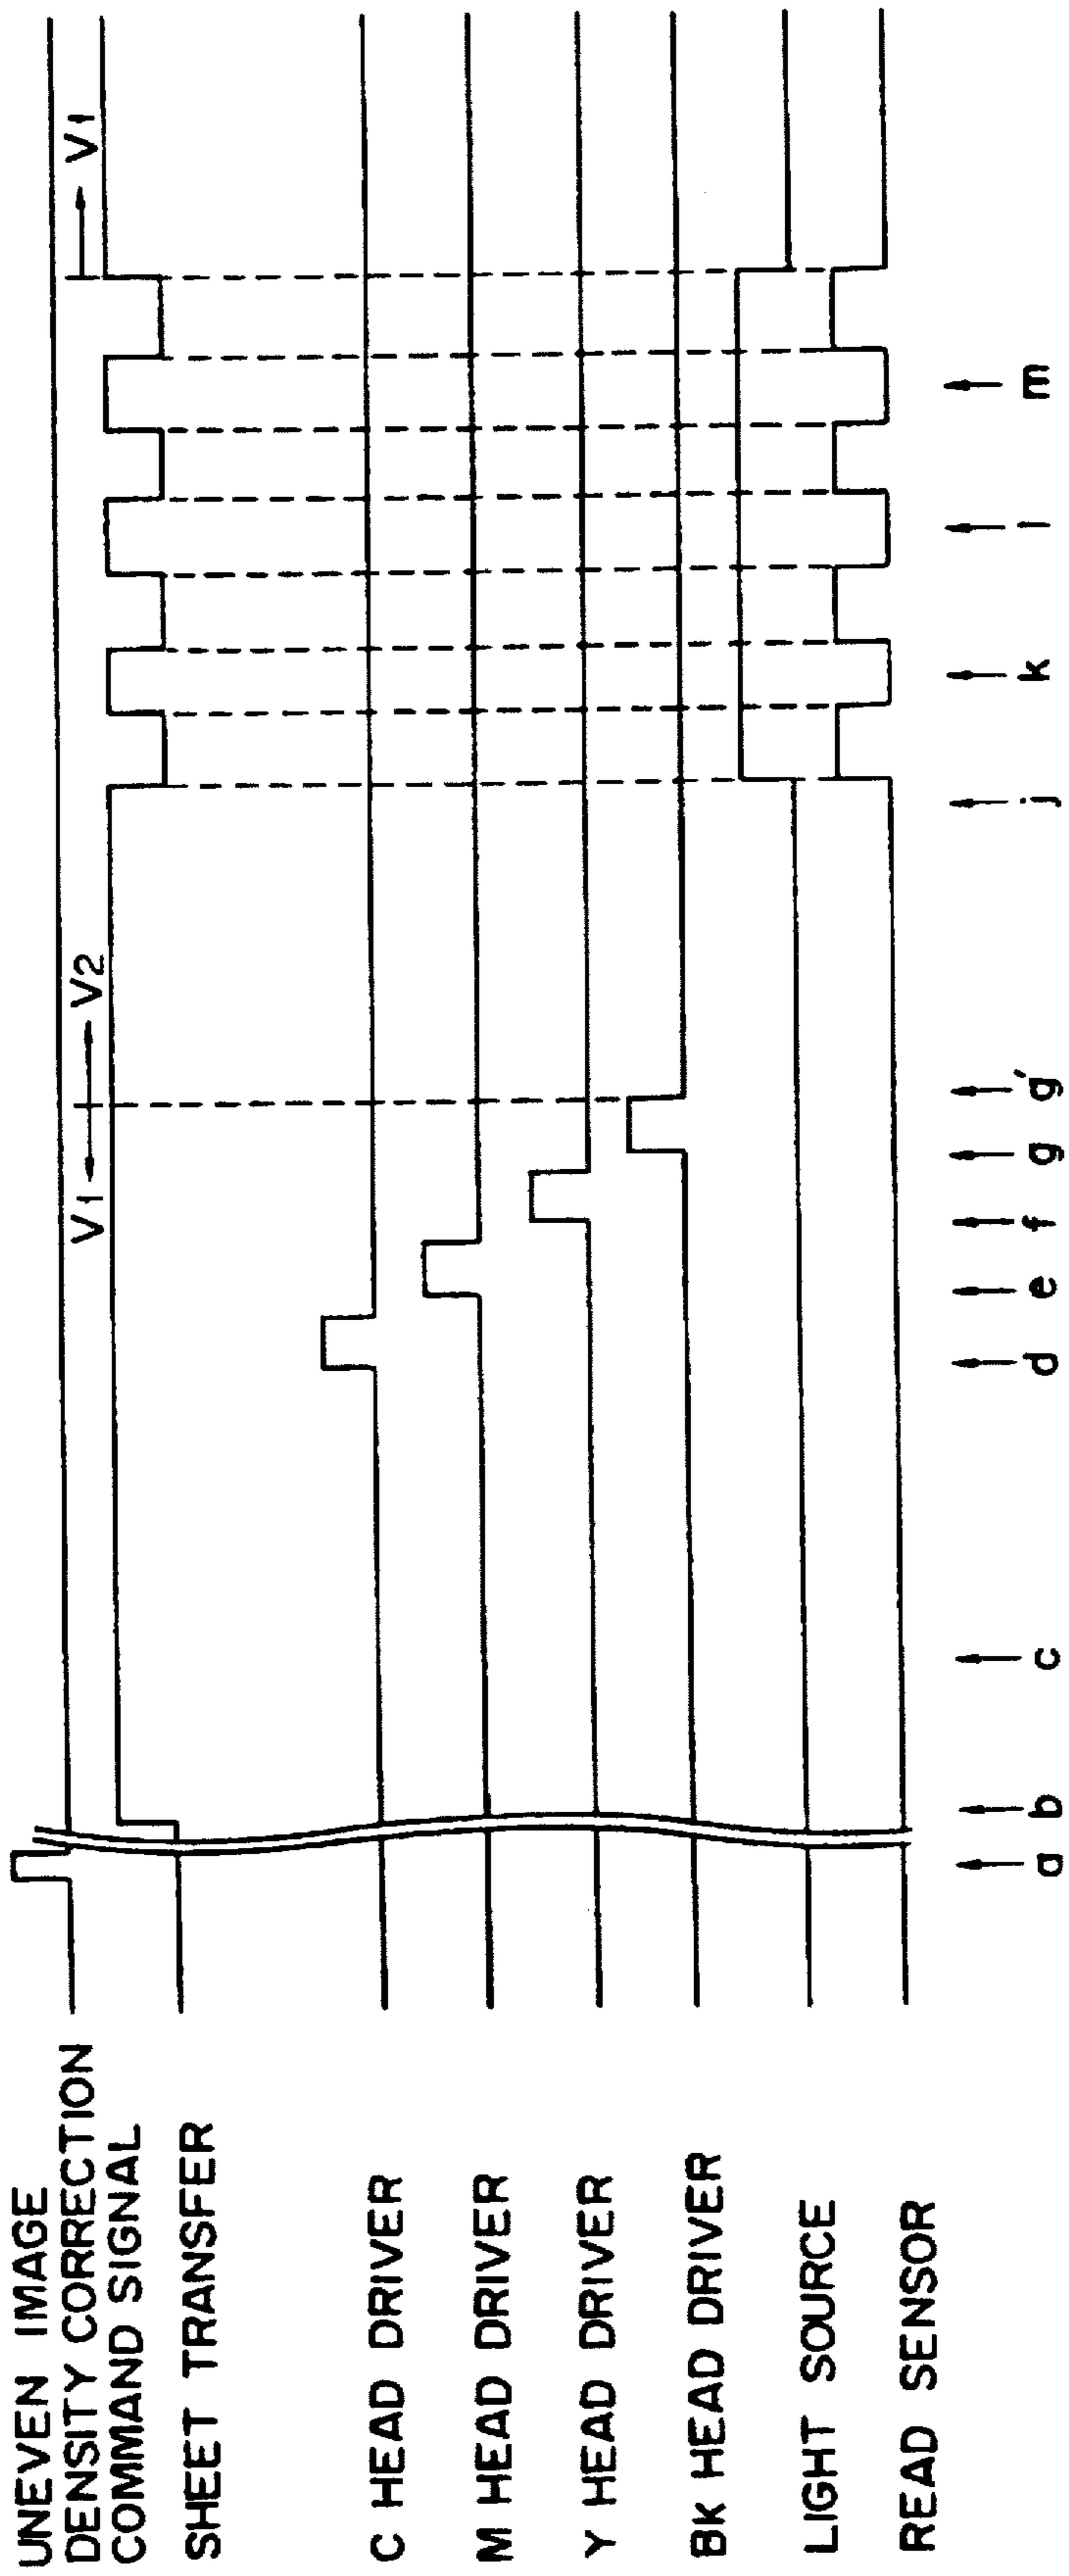 UNEVEN IMAGE
DENSITY CORRECTION
COMMAND SIGNAL
SHEET TRANSFER
C HEAD DRIVER
M HEAD DRIVER
Y HEAD DRIVER
BK HEAD DRIVER
LIGHT SOURCE
READ SENSOR
V1 V2
V1
a b c d e f g g' j k l m